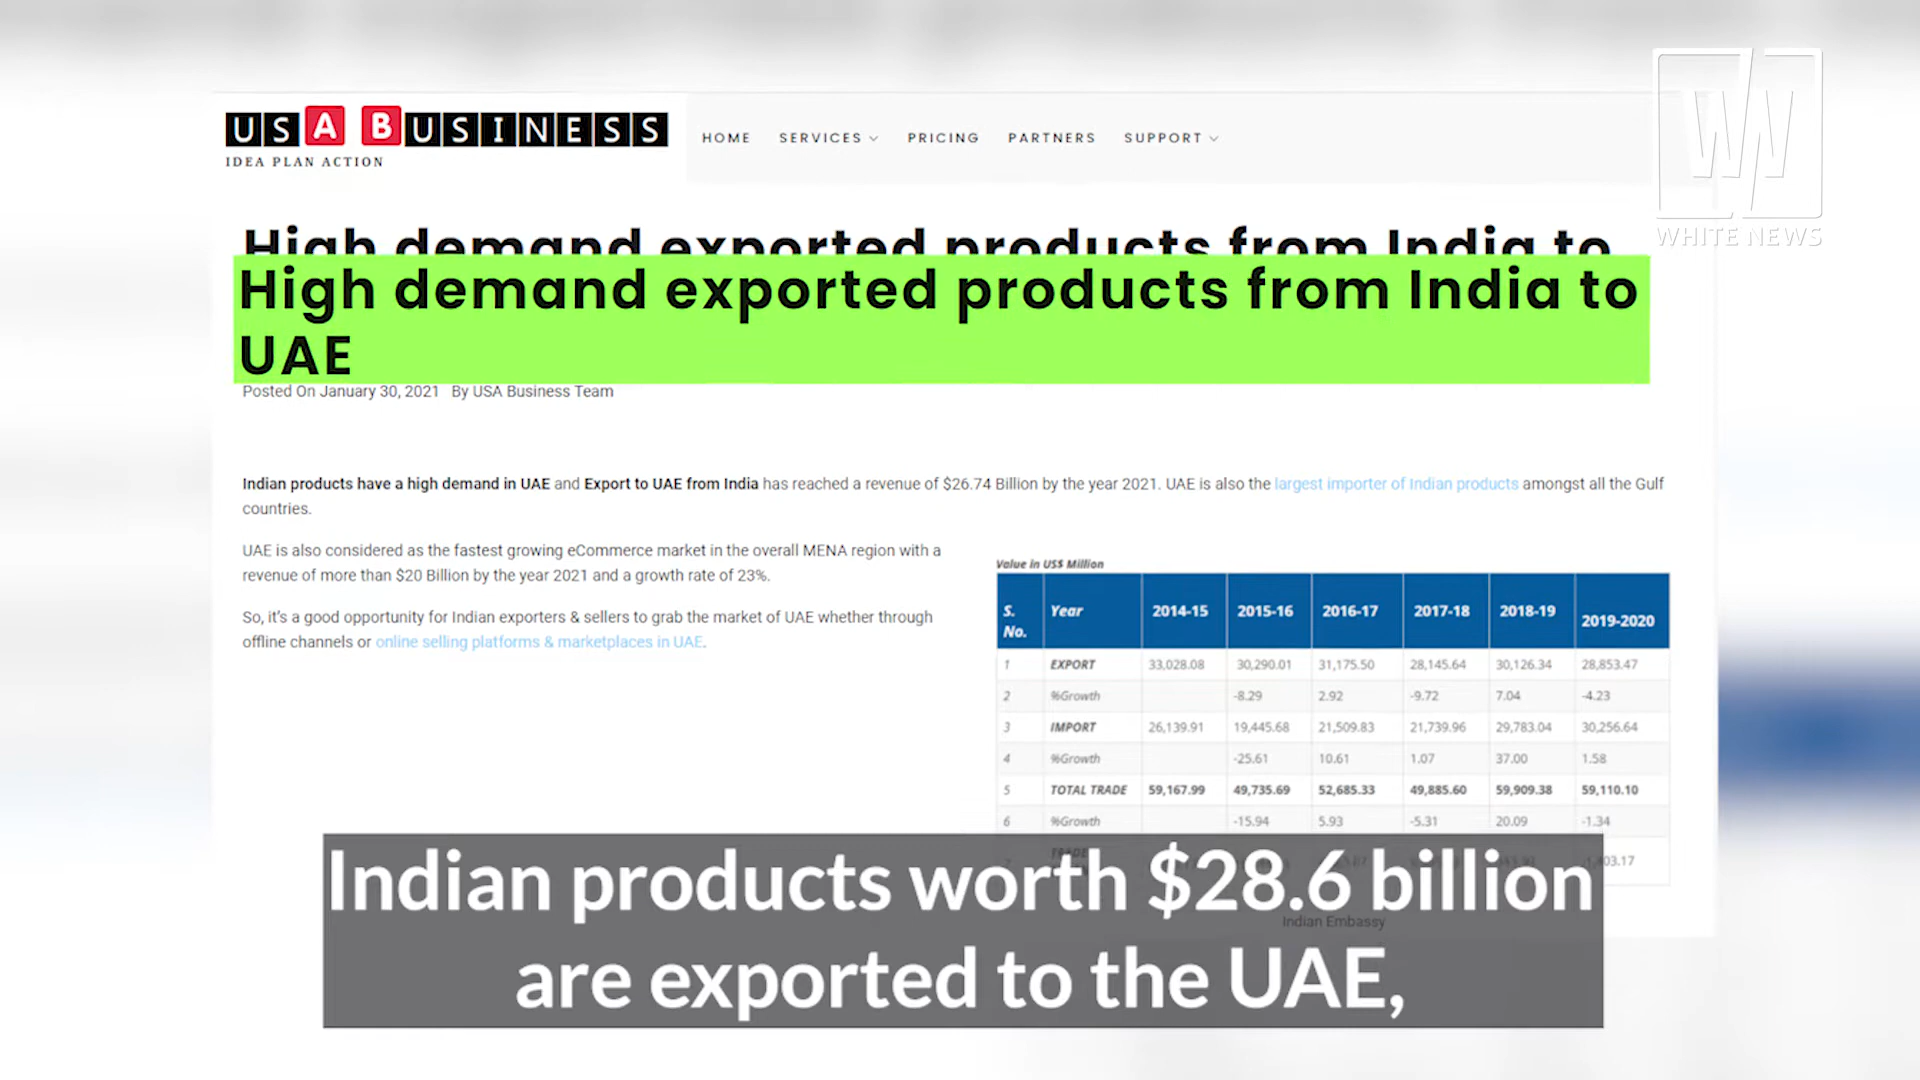 USA BUSINESS
IDEA PLAN ACTION
HOME SERVICES PRICING PARTNERS SUPPORT
WHITE NEWS
High demand exported products from India to
High demand exported products from India to
UAE
Posted On January 30, 2021 By USA Business Team
Indian products have a high demand in UAE and Export to UAE from India has reached a revenue of $26.74 Billion by the year 2021. UAE is also the largest importer of Indian products amongst all the Gulf
countries.
UAE is also considered as the fastest growing eCommerce market in the overall MENA region with a
revenue of more than $20 Billion by the year 2021 and a growth rate of 23%.
So, it's a good opportunity for Indian exporters & sellers to grab the market of UAE whether through
offline channels or online selling platforms & marketplaces in UAE.
Value in US$ Million
S. No. Year 2014-15 2015-16 2016-17 2017-18 2018-19 2019-2020
1 EXPORT 33,028.08 30,290.01 31,175.50 28,145.64 30,126.34 28,853.47
2 %Growth -8.29 2.92 -9.72 7.04 -4.23
3 IMPORT 26,139.91 19,445.68 21,509.83 21,739.96 29,783.04 30,256.64
4 %Growth -25.61 10.61 1.07 37.00 1.58
5 TOTAL TRADE 59,167.99 49,735.69 52,685.33 49,885.60 59,909.38 59,110.10
6 %Growth -15.94 5.93 -5.31 20.09 -1.34
Indian Embassy
Indian products worth $28.6 billion
are exported to the UAE,